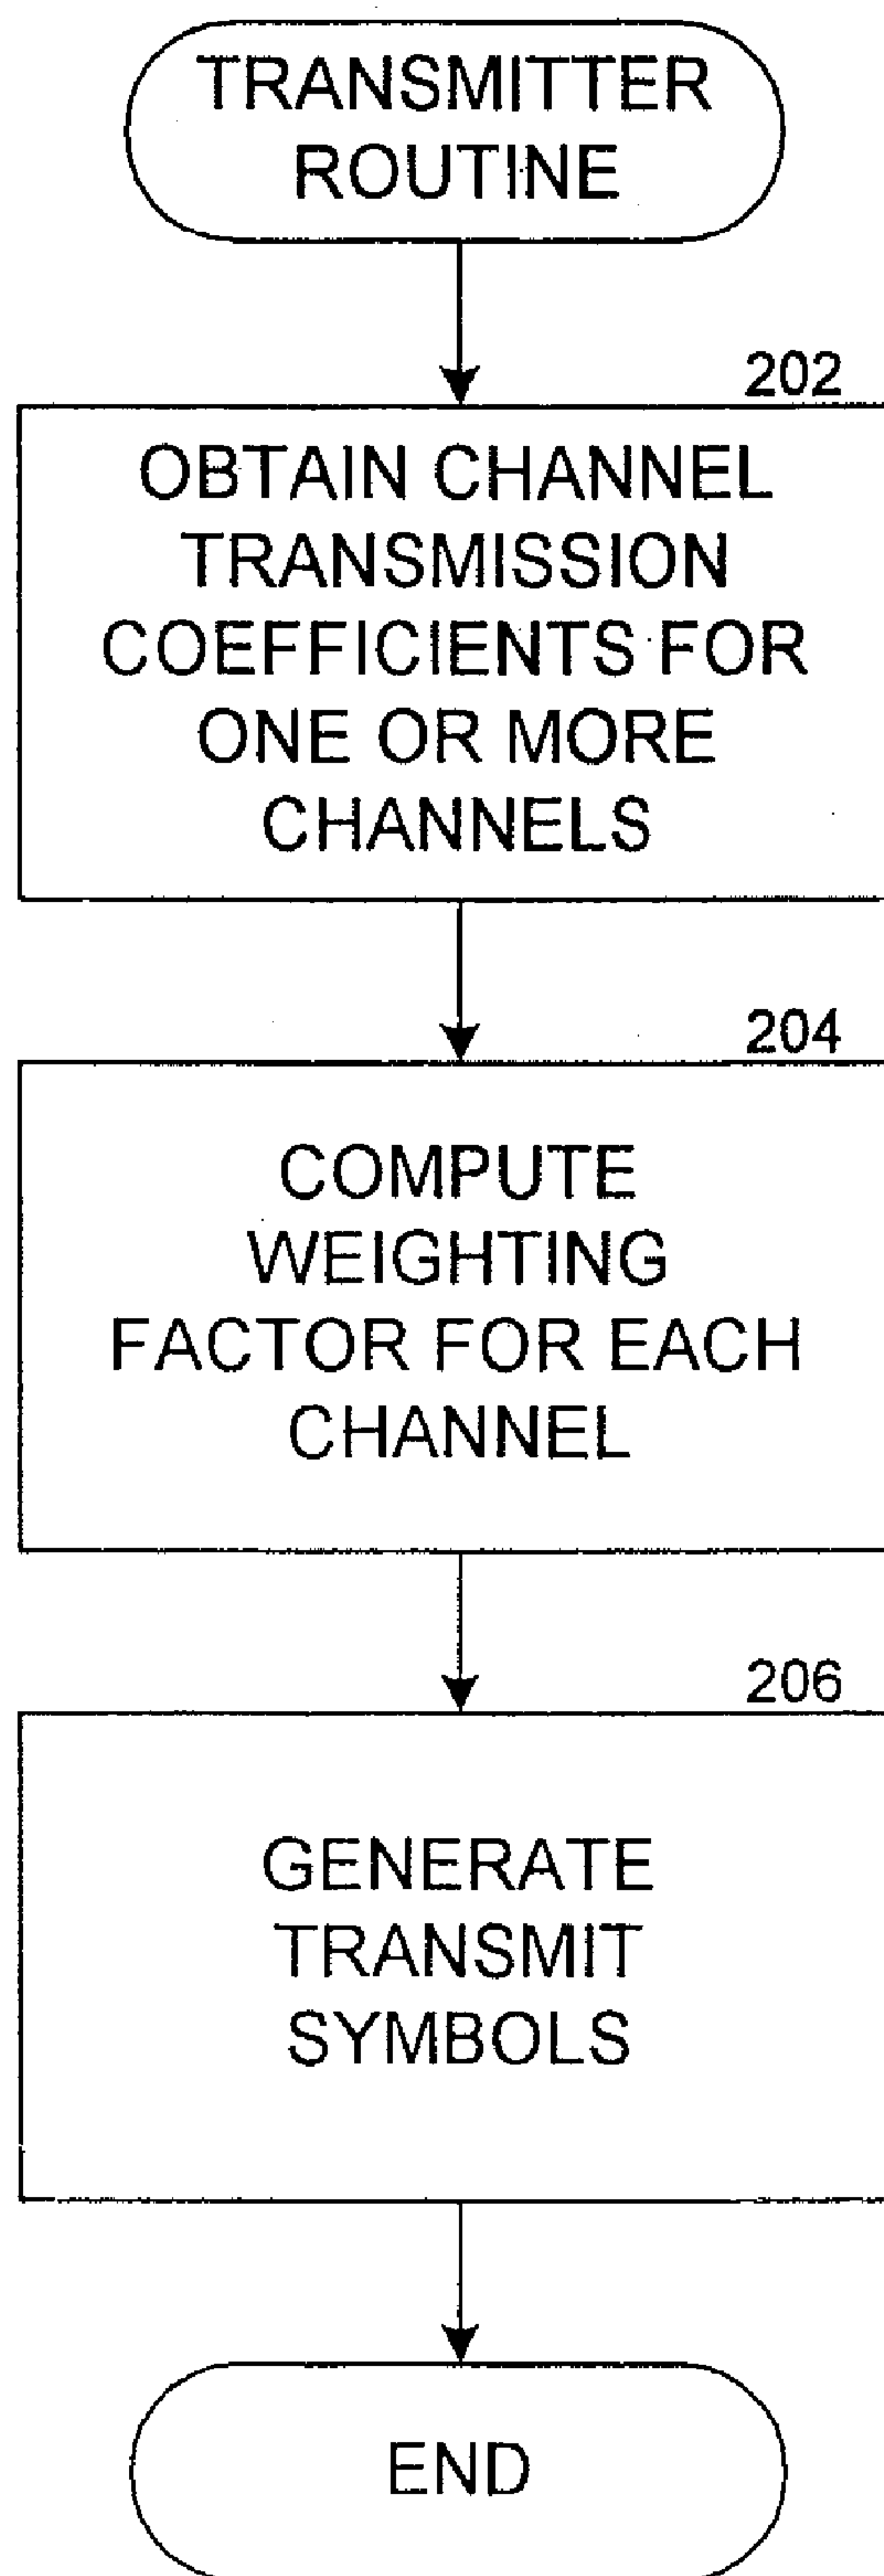 TRANSMITTER
ROUTINE
202
OBTAIN CHANNEL
TRANSMISSION
COEFFICIENTS FOR
ONE OR MORE
CHANNELS
204
COMPUTE
WEIGHTING
FACTOR FOR EACH
CHANNEL
206
GENERATE
TRANSMIT
SYMBOLS
END